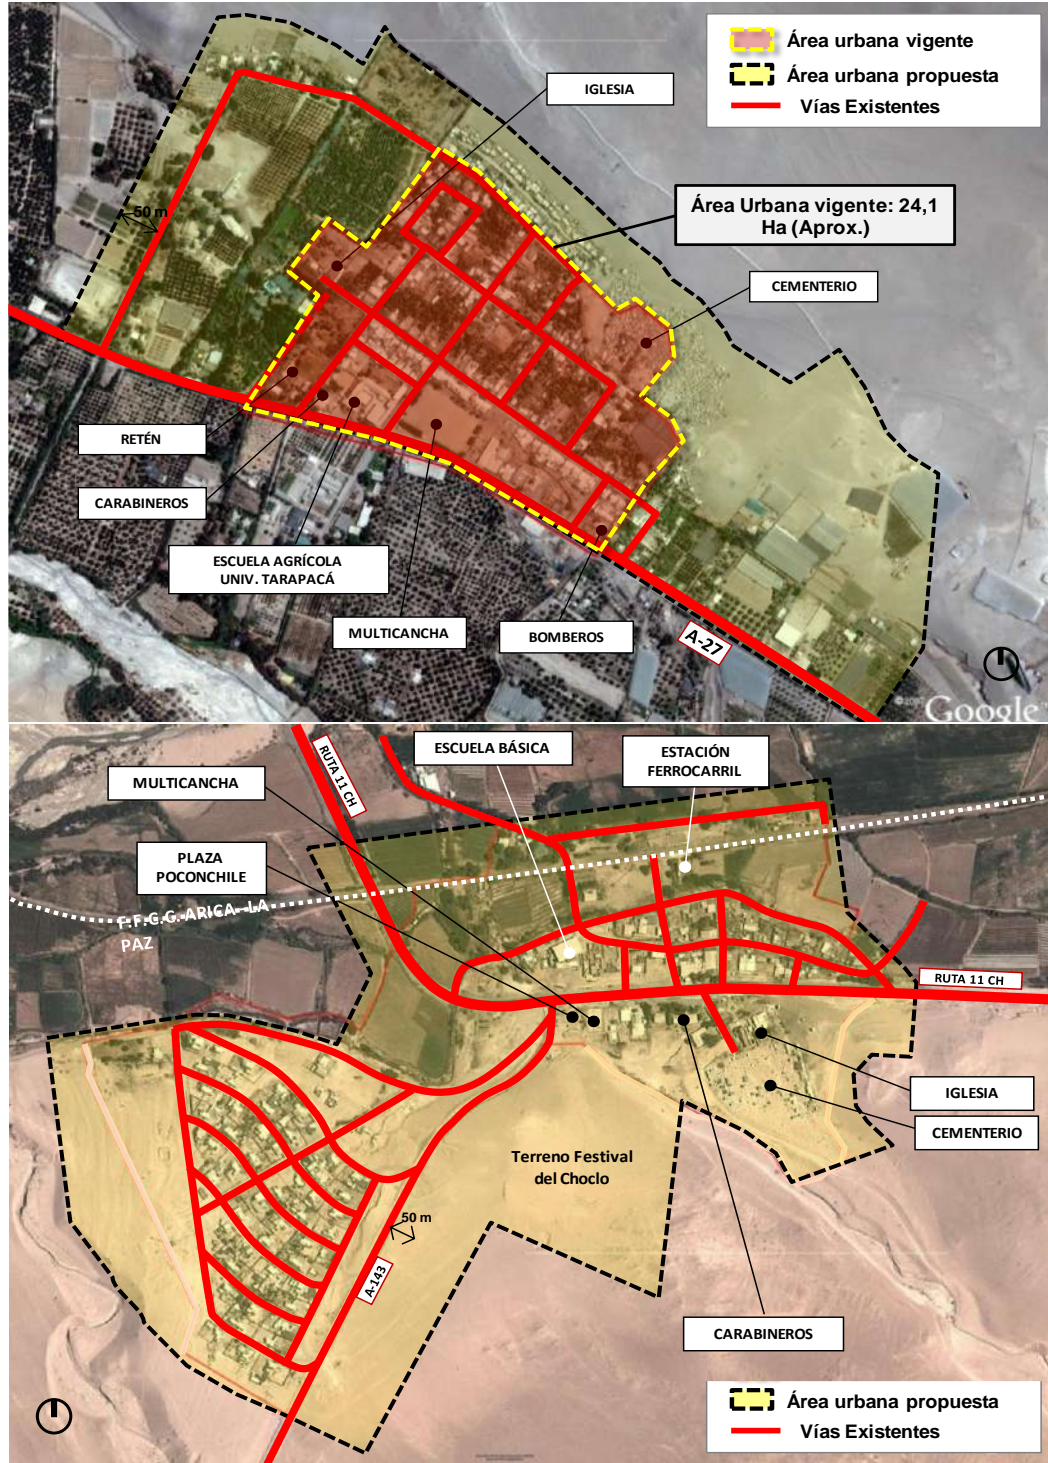 Área urbana vigente
Área urbana propuesta
Vías Existentes
IGLESIA
Área Urbana vigente: 24,1
Ha (Aprox.)
50 m
CEMENTERIO
RETÉN
CARABINEROS
ESCUELA AGRÍCOLA
UNIV. TARAPACÁ
MULTICANCHA
BOMBEROS
A-27
Google
RUTA 11 CH
ESCUELA BÁSICA
ESTACIÓN
FERROCARRIL
MULTICANCHA
PLAZA
POCONCHILE
F.F.C.C. ARICA - LA
PAZ
RUTA 11 CH
IGLESIA
CEMENTERIO
Terreno Festival
del Choclo
50 m
A-143
CARABINEROS
Área urbana propuesta
Vías Existentes